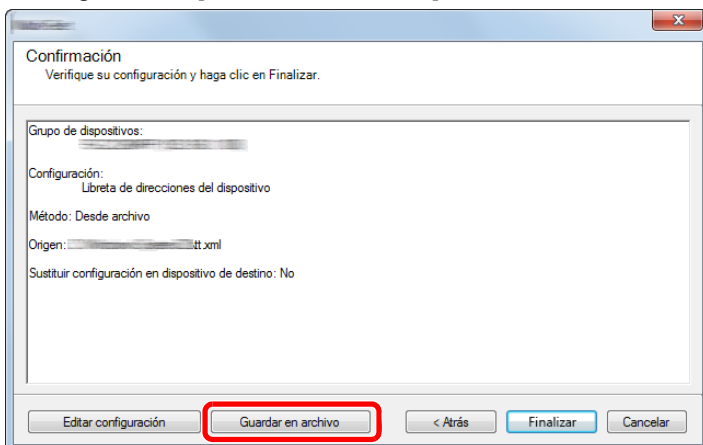 Confirmación
Verifique su configuración y haga clic en Finalizar.
Grupo de dispositivos:
Configuración:
Libreta de direcciones del dispositivo
Método: Desde archivo
Origen: tt.xml
Sustituir configuración en dispositivo de destino: No
Editar configuración
Guardar en archivo
< Atrás
Finalizar
Cancelar